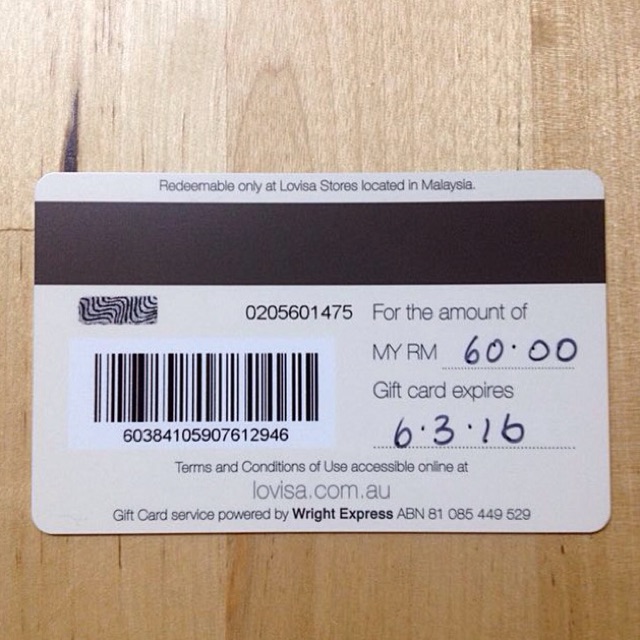 Redeemable only at Lovisa Stores located in Malaysia.
0205601475
For the amount of
MY RM 60.00
Gift card expires
6.3.16
60384105907612946
Terms and Conditions of Use accessible online at
lovisa.com.au
Gift Card service powered by Wright Express ABN 81 085 449 529